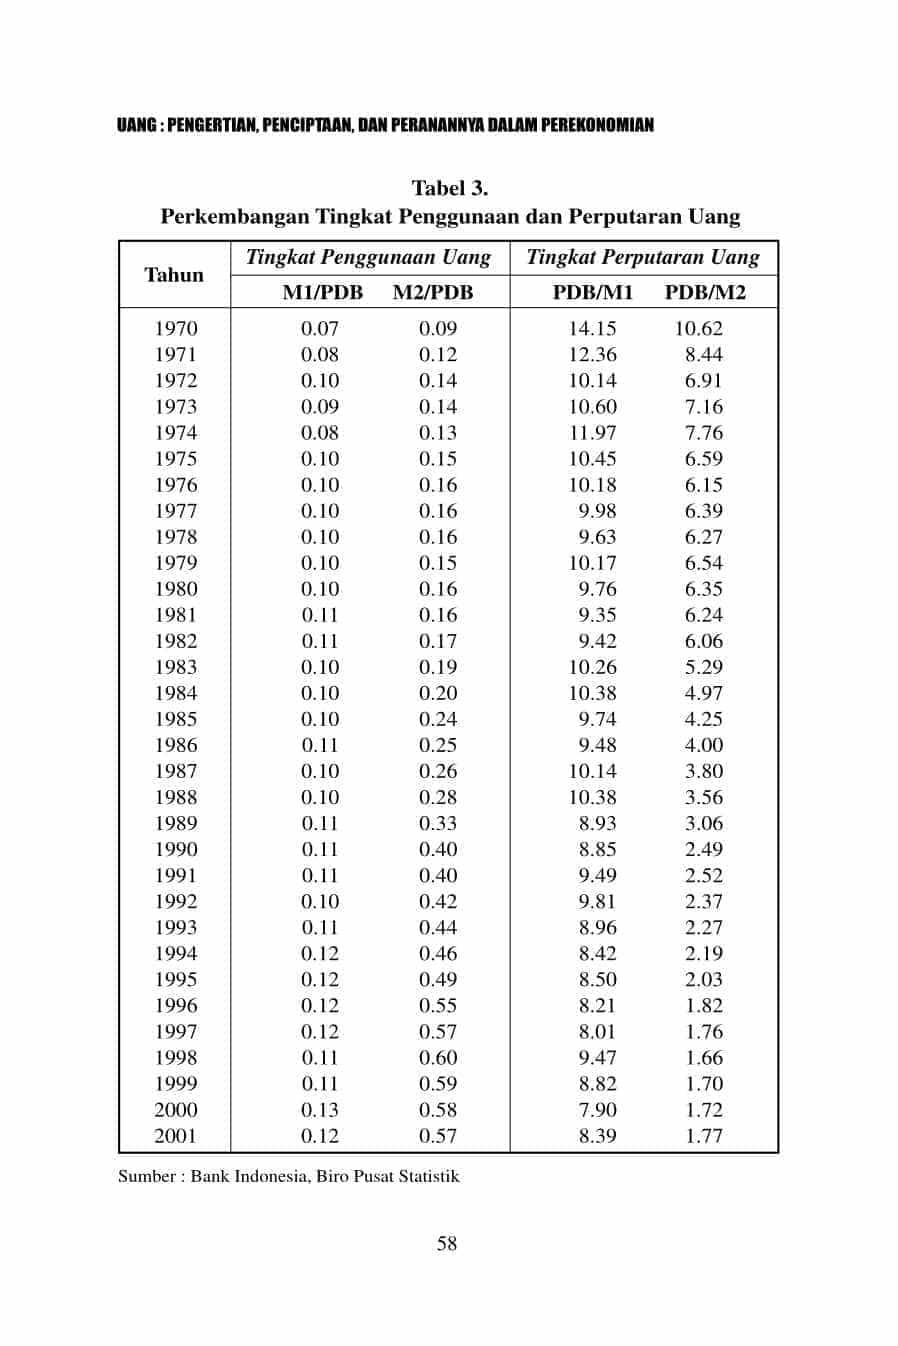 UANG : PENGERTIAN, PENCIPTAAN, DAN PERANANNYA DALAM PEREKONOMIAN
Tabel 3.
Perkembangan Tingkat Penggunaan dan Perputaran Uang
Tahun Tingkat Penggunaan Uang Tingkat Perputaran Uang
M1/PDB M2/PDB PDB/M1 PDB/M2
1970 0.07 0.09 14.15 10.62
1971 0.08 0.12 12.36 8.44
1972 0.10 0.14 10.14 6.91
1973 0.09 0.14 10.60 7.16
1974 0.08 0.13 11.97 7.76
1975 0.10 0.15 10.45 6.59
1976 0.10 0.16 10.18 6.15
1977 0.10 0.16 9.98 6.39
1978 0.10 0.16 9.63 6.27
1979 0.10 0.15 10.17 6.54
1980 0.10 0.16 9.76 6.35
1981 0.11 0.16 9.35 6.24
1982 0.11 0.17 9.42 6.06
1983 0.10 0.19 10.26 5.29
1984 0.10 0.20 10.38 4.97
1985 0.10 0.24 9.74 4.25
1986 0.11 0.25 9.48 4.00
1987 0.10 0.26 10.14 3.80
1988 0.10 0.28 10.38 3.56
1989 0.11 0.33 8.93 3.06
1990 0.11 0.40 8.85 2.49
1991 0.11 0.40 9.49 2.52
1992 0.10 0.42 9.81 2.37
1993 0.11 0.44 8.96 2.27
1994 0.12 0.46 8.42 2.19
1995 0.12 0.49 8.50 2.03
1996 0.12 0.55 8.21 1.82
1997 0.12 0.57 8.01 1.76
1998 0.11 0.60 9.47 1.66
1999 0.11 0.59 8.82 1.70
2000 0.13 0.58 7.90 1.72
2001 0.12 0.57 8.39 1.77
Sumber : Bank Indonesia, Biro Pusat Statistik
58